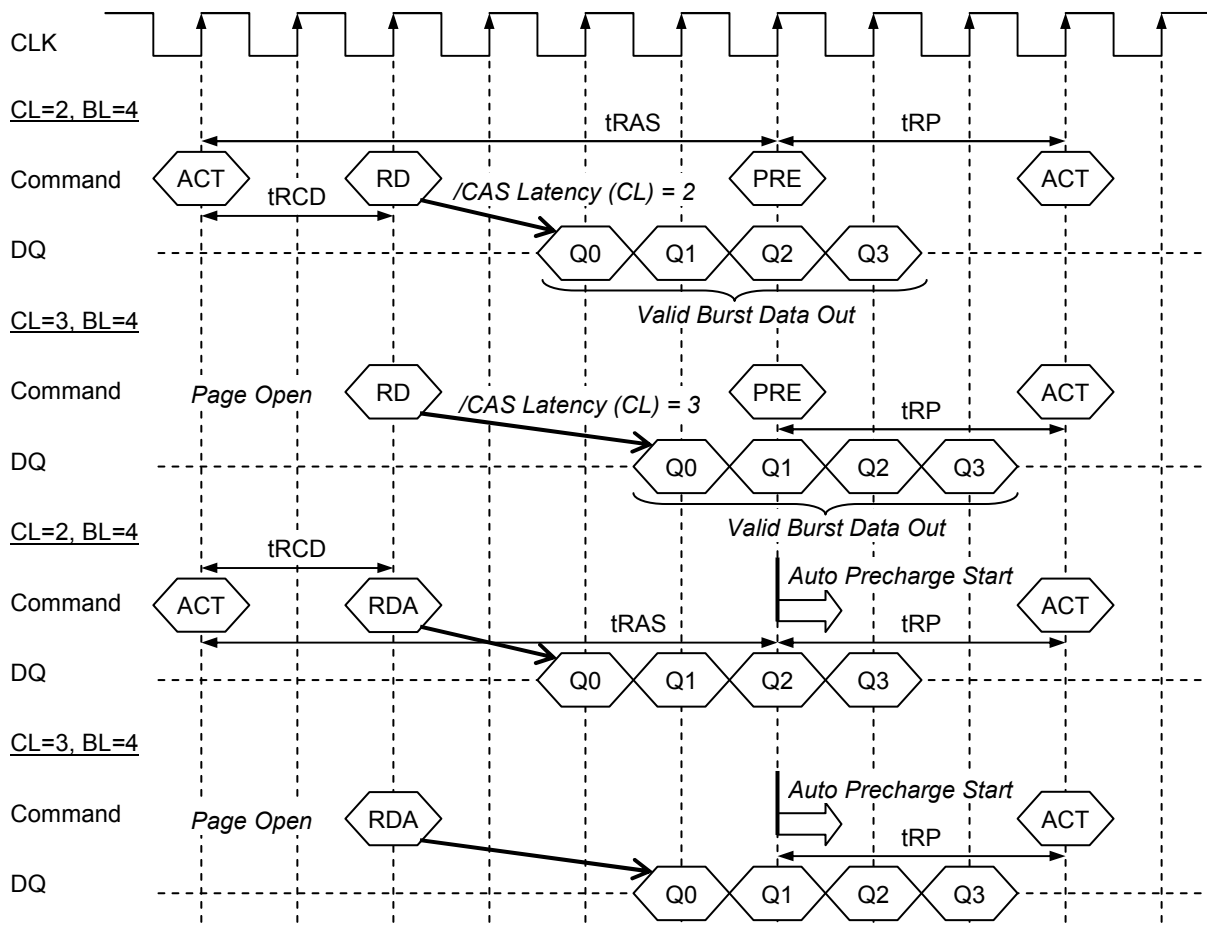 CLK
CL=2, BL=4
tRAS tRP
Command ACT RD PRE ACT
tRCD /CAS Latency (CL) = 2
DQ Q0 Q1 Q2 Q3
Valid Burst Data Out
CL=3, BL=4
Command Page Open RD PRE ACT
/CAS Latency (CL) = 3 tRP
DQ Q0 Q1 Q2 Q3
Valid Burst Data Out
CL=2, BL=4
tRCD
Auto Precharge Start
Command ACT RDA ACT
tRAS tRP
DQ Q0 Q1 Q2 Q3
CL=3, BL=4
Auto Precharge Start
Command Page Open RDA ACT
tRP
DQ Q0 Q1 Q2 Q3